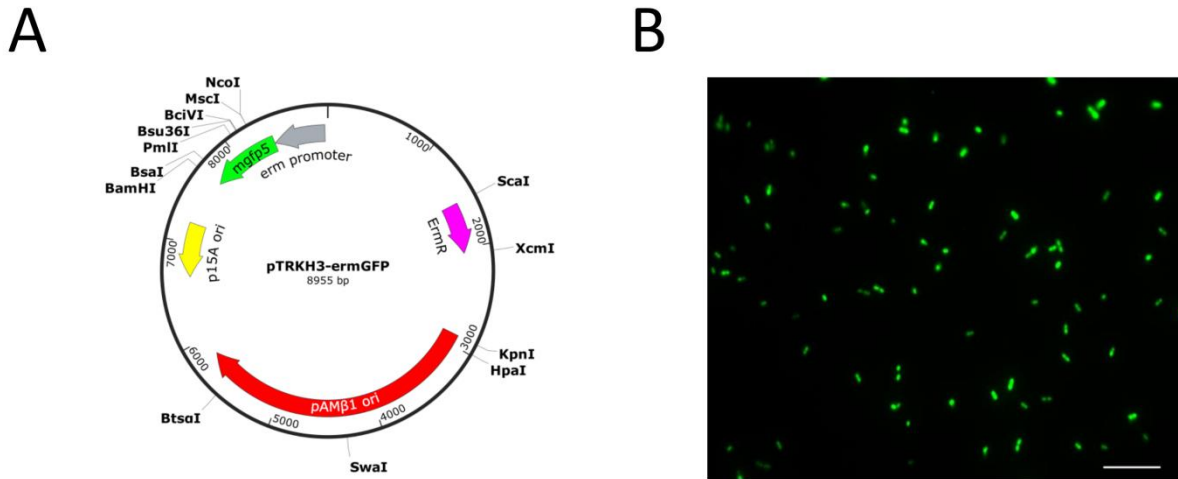 A
B
NcoI
MscI
BciVI
Bsu36I
PmlI
BsaI
BamHI
8000
mgfp5
erm promoter
1000
ScaI
ErmR
2000
XcmI
7000
p15A ori
pTRKH3-ermGFP
8955 bp
3000
KpnI
HpaI
6000
BtsαI
pAMβ1 ori
5000
4000
SwaI